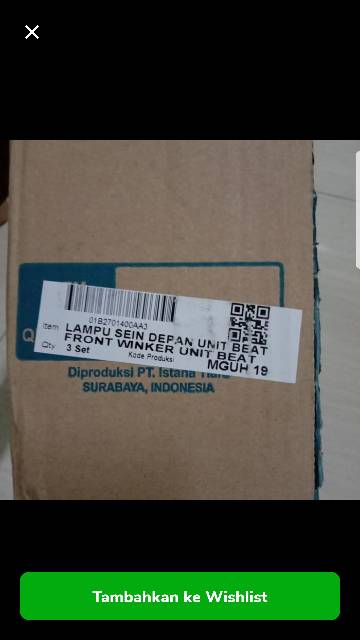 01B2701400AA3
Item LAMPU SEIN DEPAN UNIT BEAT
FRONT WINKER UNIT BEAT
Qty 3 Set
Kode Produksi MGUH 19
Diproduksi PT. Istana
SURABAYA, INDONESIA
Tambahkan ke Wishlist